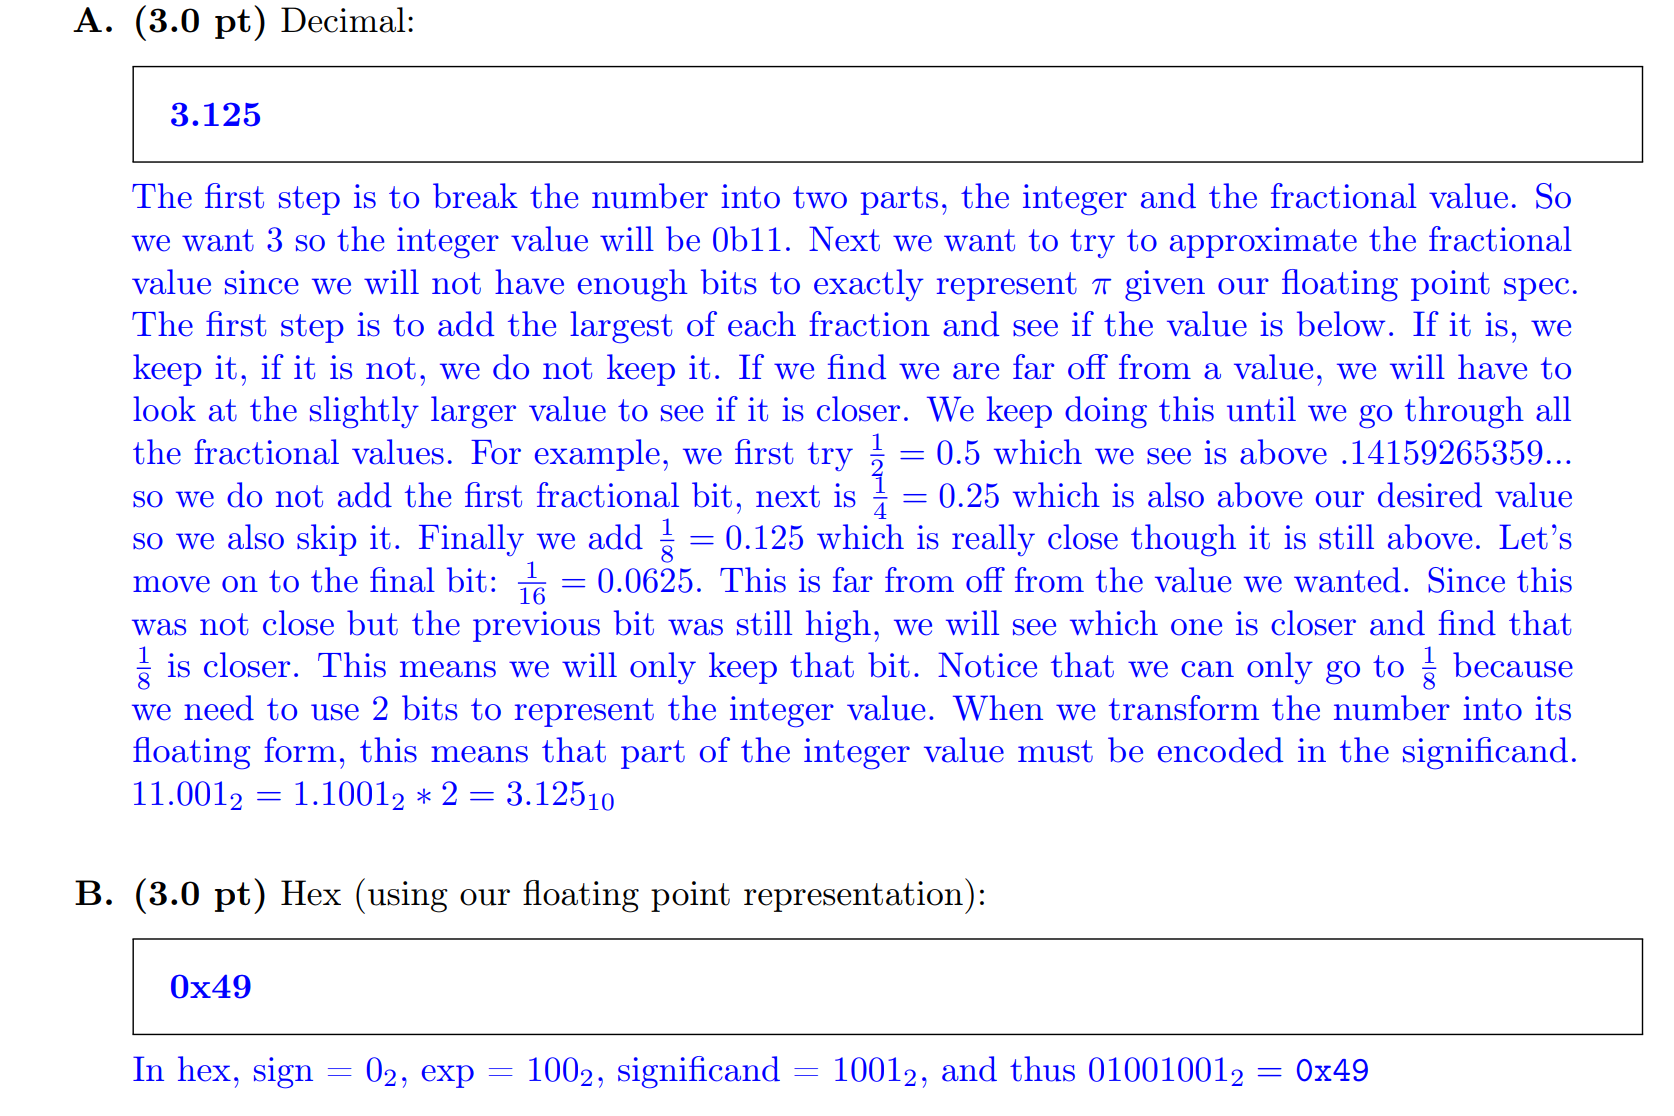 A. (3.0 pt) Decimal:
3.125
The first step is to break the number into two parts, the integer and the fractional value. So
we want 3 so the integer value will be 0b11. Next we want to try to approximate the fractional
value since we will not have enough bits to exactly represent π given our floating point spec.
The first step is to add the largest of each fraction and see if the value is below. If it is, we
keep it, if it is not, we do not keep it. If we find we are far off from a value, we will have to
look at the slightly larger value to see if it is closer. We keep doing this until we go through all
the fractional values. For example, we first try 1/2 = 0.5 which we see is above .14159265359...
so we do not add the first fractional bit, next is 1/4 = 0.25 which is also above our desired value
so we also skip it. Finally we add 1/8 = 0.125 which is really close though it is still above. Let's
move on to the final bit: 1/16 = 0.0625. This is far from off from the value we wanted. Since this
was not close but the previous bit was still high, we will see which one is closer and find that
1/8 is closer. This means we will only keep that bit. Notice that we can only go to 1/8 because
we need to use 2 bits to represent the integer value. When we transform the number into its
floating form, this means that part of the integer value must be encoded in the significand.
11.001₂ = 1.1001₂ ∗ 2 = 3.125₁₀
B. (3.0 pt) Hex (using our floating point representation):
0x49
In hex, sign = 0₂, exp = 100₂, significand = 1001₂, and thus 01001001₂ = 0x49